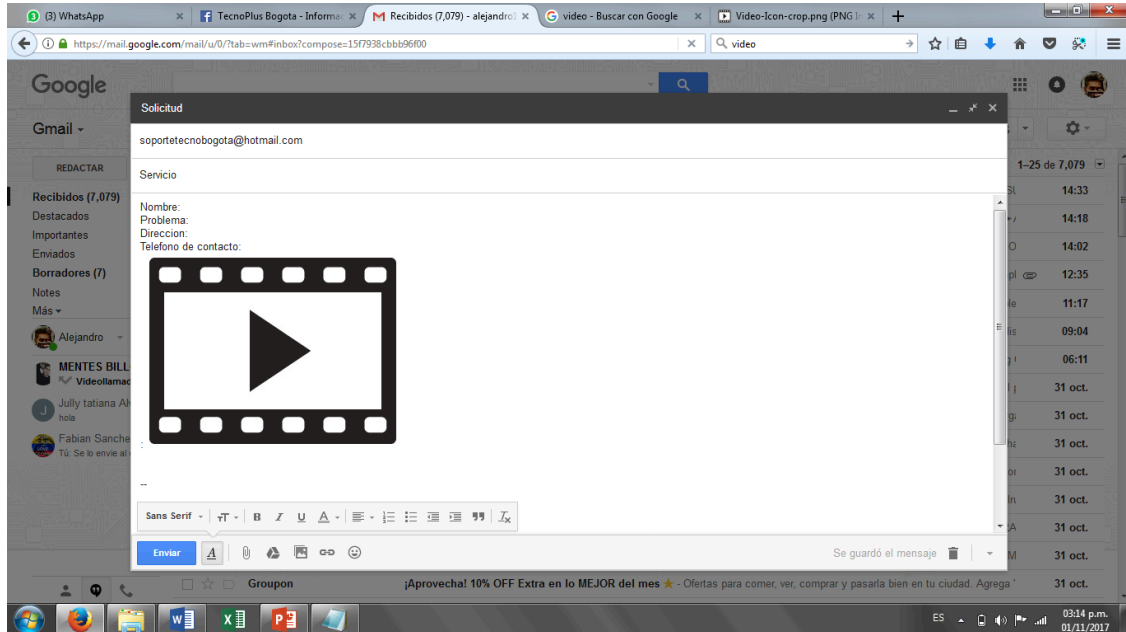 (3) WhatsApp
TecnoPlus Bogota - Informac
Recibidos (7,079) - alejandro
video - Buscar con Google
Video-Icon-crop.png (PNG I
https://mail.google.com/mail/u/0/?tab=wm#inbox?compose=15f7938cbbb96f00
video
Google
Solicitud
Gmail
soportetecnobogota@hotmail.com
REDACTAR
Servicio
1–25 de 7,079
Recibidos (7,079)
Destacados
Importantes
Enviados
Borradores (7)
Notes
Más
Nombre:
Problema:
Direccion:
Telefono de contacto:
:
--
14:33
14:18
14:02
12:35
11:17
09:04
06:11
31 oct.
31 oct.
31 oct.
31 oct.
31 oct.
31 oct.
31 oct.
Alejandro
MENTES BILL
Videollamad
Jully tatiana Al
hola
Fabian Sanche
Tú: Se lo envie al
Sans Serif
B I U A
Enviar
Se guardó el mensaje
Groupon
¡Aprovecha! 10% OFF Extra en lo MEJOR del mes - Ofertas para comer, ver, comprar y pasarla bien en tu ciudad. Agrega
31 oct.
ES
03:14 p.m.
01/11/2017